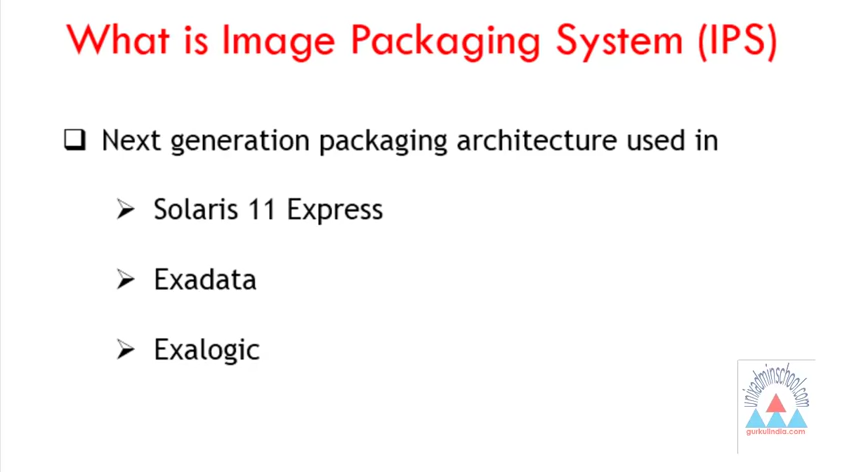 What is Image Packaging System (IPS)
Next generation packaging architecture used in
Solaris 11 Express
Exadata
Exalogic
unixadminschool.com
gurkulindia.com